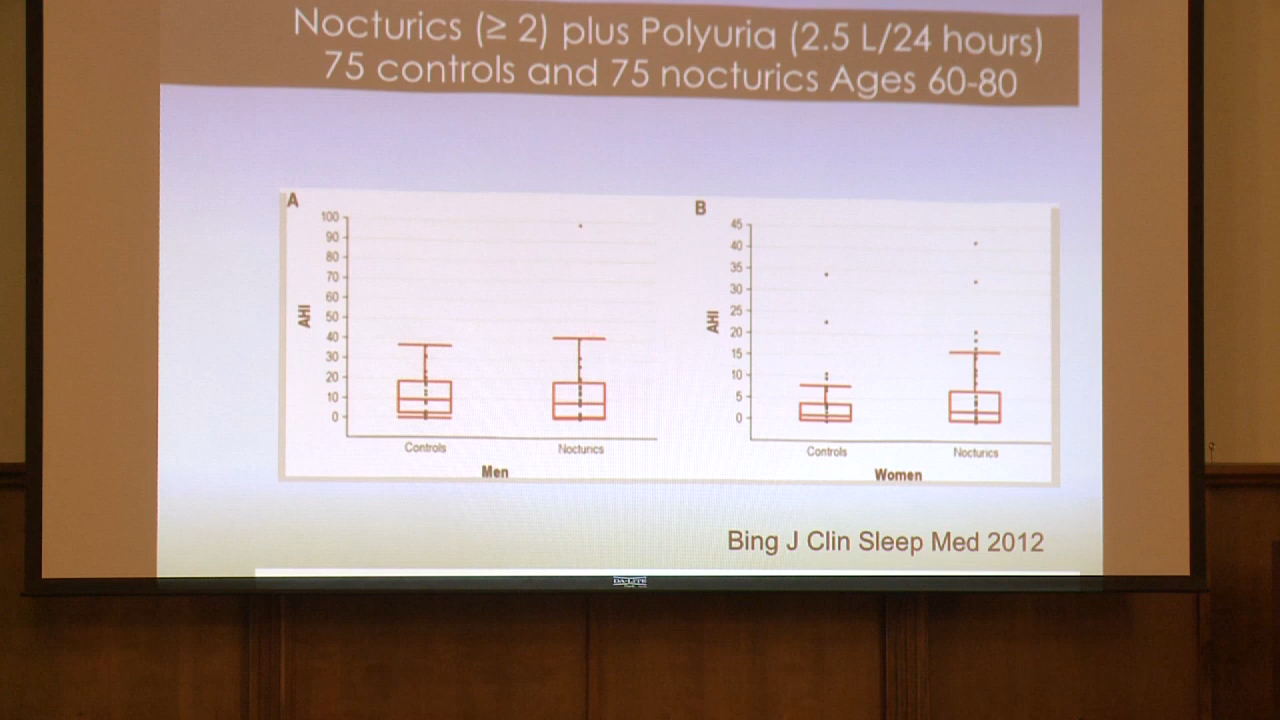 Nocturics (≥ 2) plus Polyuria (2.5 L/24 hours)
75 controls and 75 nocturics Ages 60-80
A
100
90
80
70
60
50
40
30
20
10
0
AHI
Controls
Nocturics
Men
B
45
40
35
30
25
20
15
10
5
0
AHI
Controls
Nocturics
Women
Bing J Clin Sleep Med 2012
DA-LITE